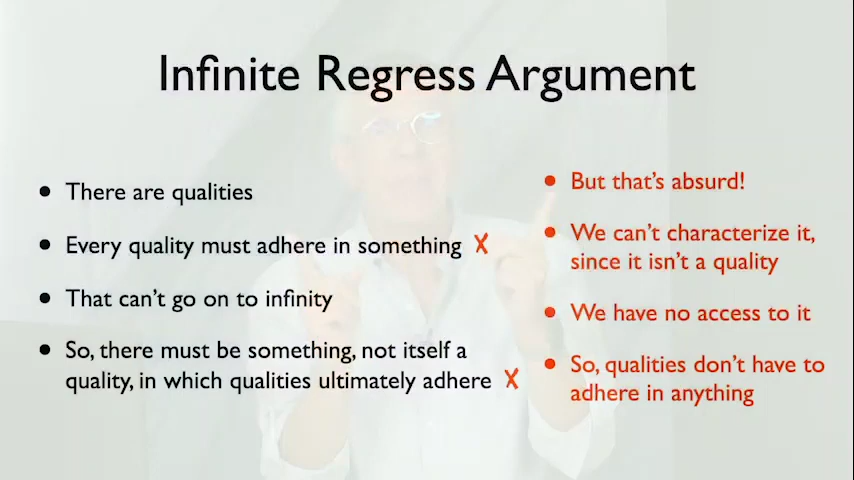 Infinite Regress Argument
• There are qualities
• Every quality must adhere in something X
• That can't go on to infinity
• So, there must be something, not itself a
quality, in which qualities ultimately adhere X
• But that's absurd!
• We can't characterize it,
since it isn't a quality
• We have no access to it
• So, qualities don't have to
adhere in anything